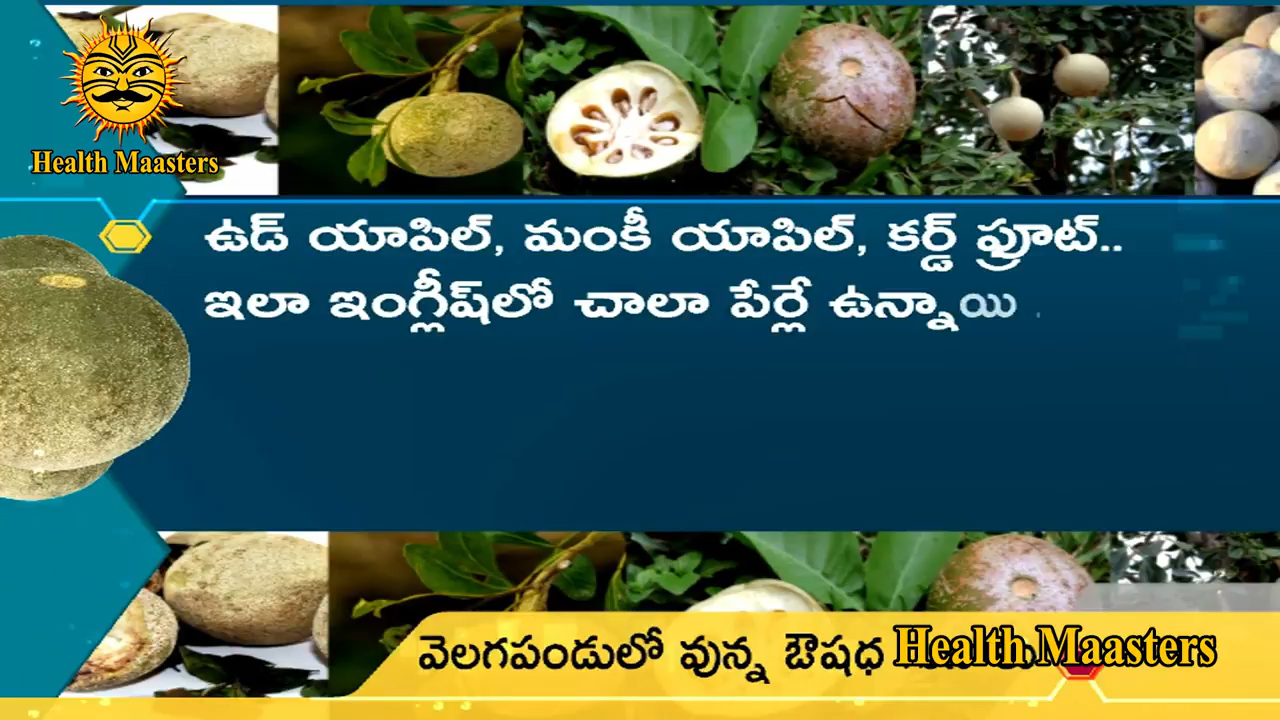 Health Maasters
ఉడ్ యాపిల్, మంకీ యాపిల్, కర్డ్ ఫ్రూట్..
ఇలా ఇంగ్లీష్‌లో చాలా పేర్లే ఉన్నాయి .
వెలగపండులో వున్న ఔషధ
Health Maasters